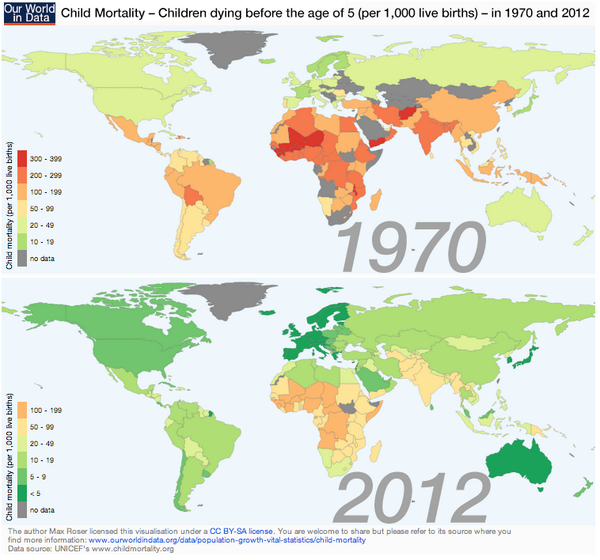 Our World
in Data
Child Mortality – Children dying before the age of 5 (per 1,000 live births) – in 1970 and 2012
Child mortality (per 1,000 live births)
300 - 399
200 - 299
100 - 199
50 - 99
20 - 49
10 - 19
no data
1970
Child mortality (per 1,000 live births)
100 - 199
50 - 99
20 - 49
10 - 19
5 - 9
< 5
no data
2012
The author Max Roser licensed this visualisation under a CC BY-SA license. You are welcome to share but please refer to its source where you
find more information: www.ourworldindata.org/data/population-growth-vital-statistics/child-mortality
Data source: UNICEF's www.childmortality.org